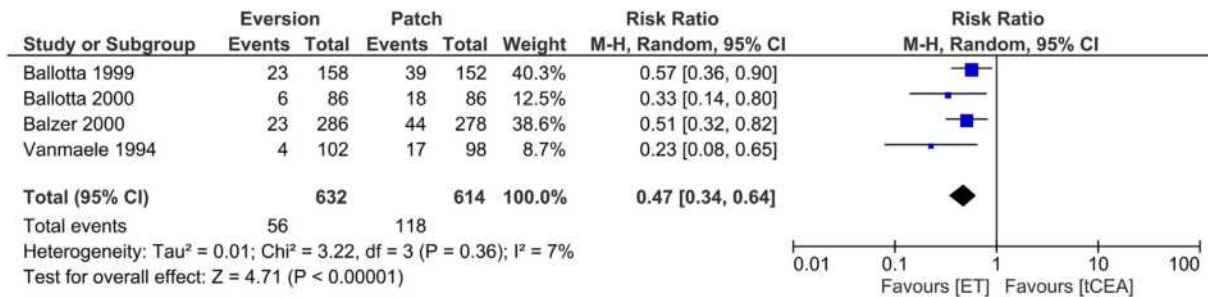 Eversion Patch Risk Ratio Risk Ratio
Study or Subgroup Events Total Events Total Weight M-H, Random, 95% CI M-H, Random, 95% CI
Ballotta 1999 23 158 39 152 40.3% 0.57 [0.36, 0.90]
Ballotta 2000 6 86 18 86 12.5% 0.33 [0.14, 0.80]
Balzer 2000 23 286 44 278 38.6% 0.51 [0.32, 0.82]
Vanmaele 1994 4 102 17 98 8.7% 0.23 [0.08, 0.65]
Total (95% CI) 632 614 100.0% 0.47 [0.34, 0.64]
Total events 56 118
Heterogeneity: Tau² = 0.01; Chi² = 3.22, df = 3 (P = 0.36); I² = 7%
Test for overall effect: Z = 4.71 (P < 0.00001)
0.01 0.1 1 10 100
Favours [ET] Favours [tCEA]